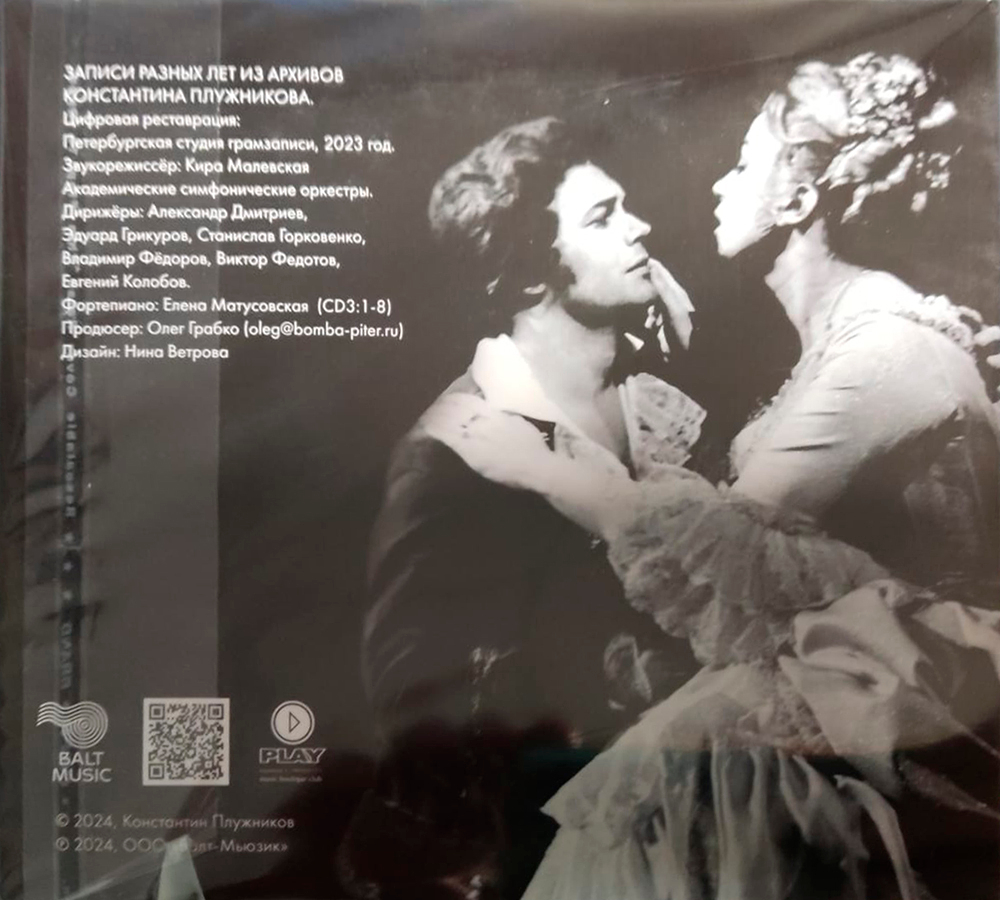 ЗАПИСИ РАЗНЫХ ЛЕТ ИЗ АРХИВОВ
КОНСТАНТИНА ПЛУЖНИКОВА.
Цифровая реставрация:
Петербургская студия грамзаписи, 2023 год.
Звукорежиссёр: Кира Малевская
Академические симфонические оркестры.
Дирижёры: Александр Дмитриев,
Эдуард Грикуров, Станислав Горковенко,
Владимир Фёдоров, Виктор Федотов,
Евгений Колобов.
Фортепиано: Елена Матусовская (CD3:1-8)
Продюсер: Олег Грабко (oleg@bomba-piter.ru)
Дизайн: Нина Ветрова
BALT
MUSIC
PLAY
© 2024, Константин Плужников
℗ 2024, ООО «Балт-Мьюзик»